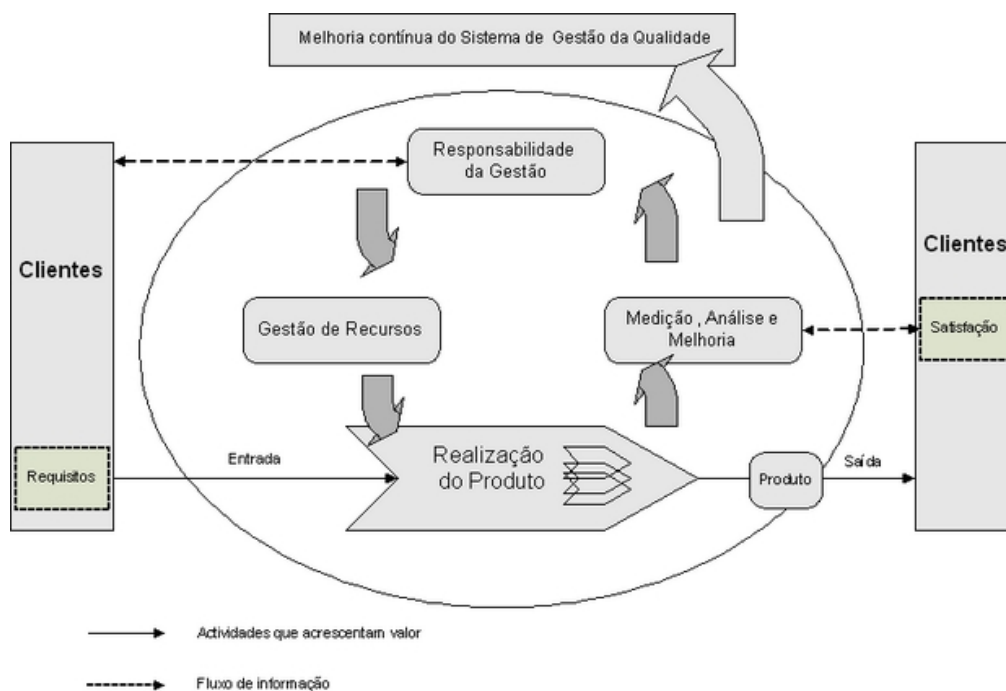 Melhoria contínua do Sistema de Gestão da Qualidade
Responsabilidade
da Gestão
Clientes
Clientes
Gestão de Recursos
Medição , Análise e
Melhoria
Satisfação
Requisitos
Entrada
Realização
do Produto
Produto
Saída
Actividades que acrescentam valor
Fluxo de informação